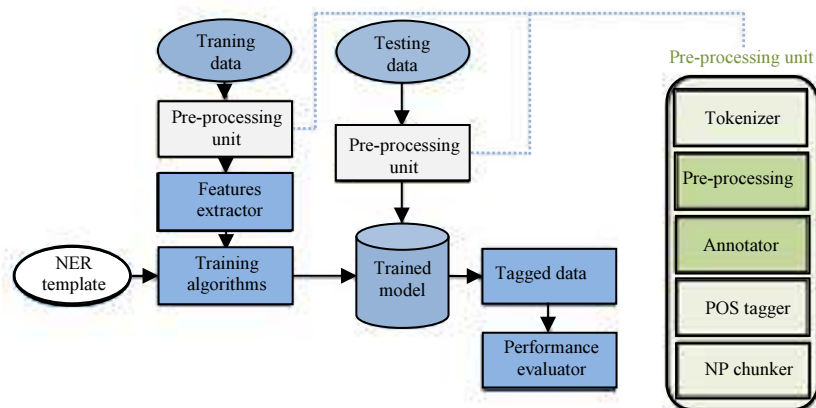 Traning
data
Testing
data
Pre-processing unit
Pre-processing
unit
Pre-processing
unit
Features
extractor
NER
template
Training
algorithms
Trained
model
Tagged data
Performance
evaluator
Tokenizer
Pre-processing
Annotator
POS tagger
NP chunker